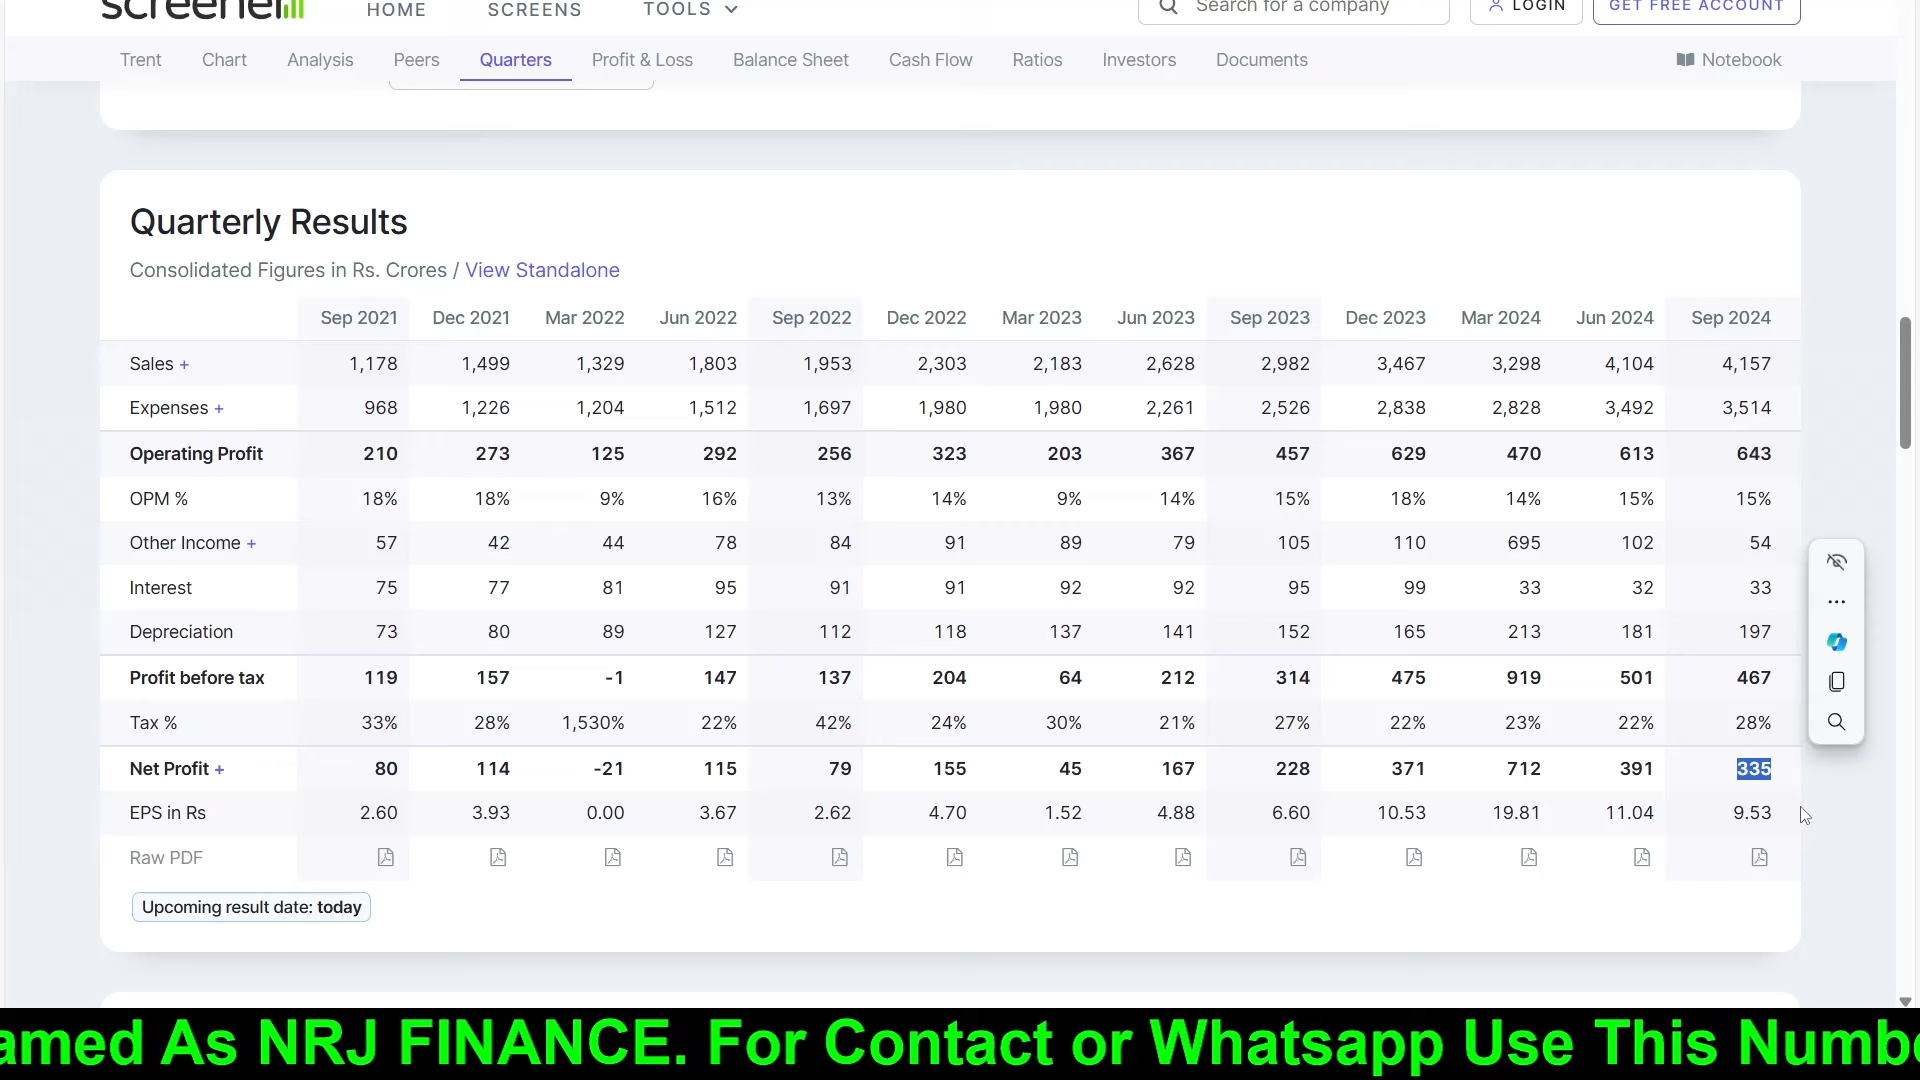 screener
HOME SCREENS TOOLS Search for a company LOGIN GET FREE ACCOUNT
Trent Chart Analysis Peers Quarters Profit & Loss Balance Sheet Cash Flow Ratios Investors Documents Notebook
Quarterly Results
Consolidated Figures in Rs. Crores / View Standalone
Sep 2021 Dec 2021 Mar 2022 Jun 2022 Sep 2022 Dec 2022 Mar 2023 Jun 2023 Sep 2023 Dec 2023 Mar 2024 Jun 2024 Sep 2024
Sales + 1,178 1,499 1,329 1,803 1,953 2,303 2,183 2,628 2,982 3,467 3,298 4,104 4,157
Expenses + 968 1,226 1,204 1,512 1,697 1,980 1,980 2,261 2,526 2,838 2,828 3,492 3,514
Operating Profit 210 273 125 292 256 323 203 367 457 629 470 613 643
OPM % 18% 18% 9% 16% 13% 14% 9% 14% 15% 18% 14% 15% 15%
Other Income + 57 42 44 78 84 91 89 79 105 110 695 102 54
Interest 75 77 81 95 91 91 92 92 95 99 33 32 33
Depreciation 73 80 89 127 112 118 137 141 152 165 213 181 197
Profit before tax 119 157 -1 147 137 204 64 212 314 475 919 501 467
Tax % 33% 28% 1,530% 22% 42% 24% 30% 21% 27% 22% 23% 22% 28%
Net Profit + 80 114 -21 115 79 155 45 167 228 371 712 391 335
EPS in Rs 2.60 3.93 0.00 3.67 2.62 4.70 1.52 4.88 6.60 10.53 19.81 11.04 9.53
Raw PDF
Upcoming result date: today
amed As NRJ FINANCE. For Contact or Whatsapp Use This Numbe